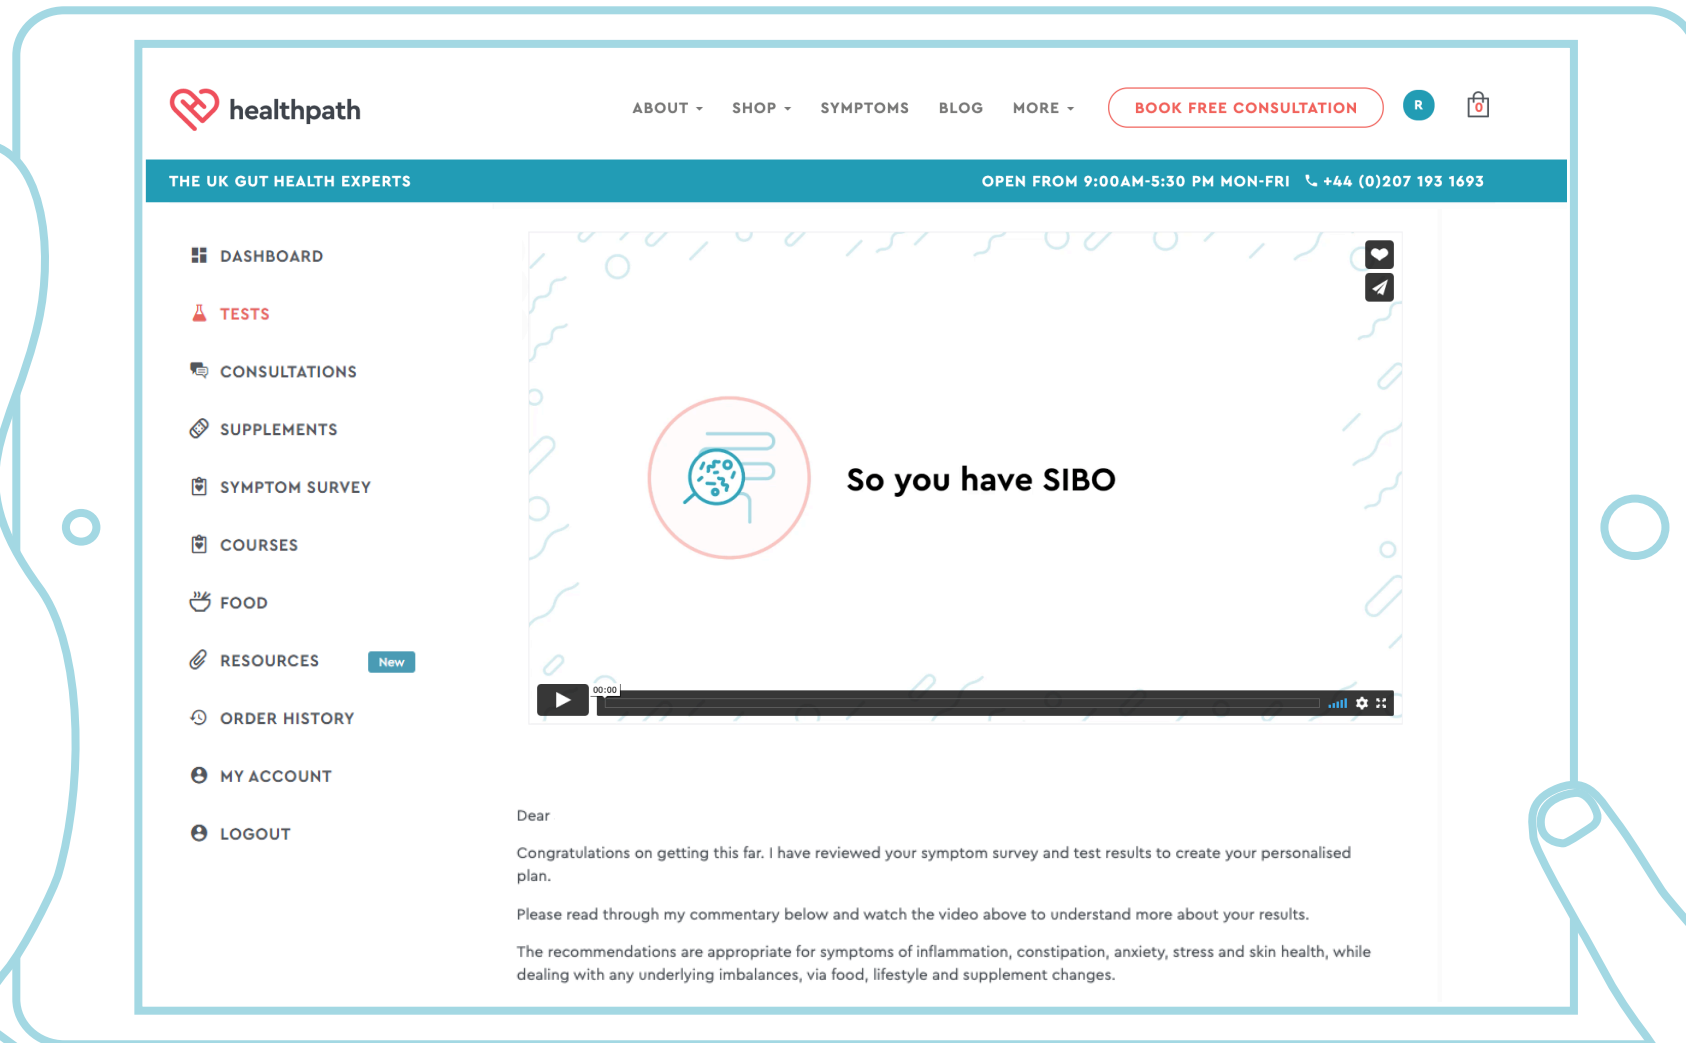 healthpath
ABOUT
SHOP
SYMPTOMS
BLOG
MORE
BOOK FREE CONSULTATION
R
0
THE UK GUT HEALTH EXPERTS
OPEN FROM 9:00AM-5:30 PM MON-FRI
+44 (0)207 193 1693
DASHBOARD
TESTS
CONSULTATIONS
SUPPLEMENTS
SYMPTOM SURVEY
COURSES
FOOD
RESOURCES
New
ORDER HISTORY
MY ACCOUNT
LOGOUT
So you have SIBO
00:00
Dear
Congratulations on getting this far. I have reviewed your symptom survey and test results to create your personalised
plan.
Please read through my commentary below and watch the video above to understand more about your results.
The recommendations are appropriate for symptoms of inflammation, constipation, anxiety, stress and skin health, while
dealing with any underlying imbalances, via food, lifestyle and supplement changes.